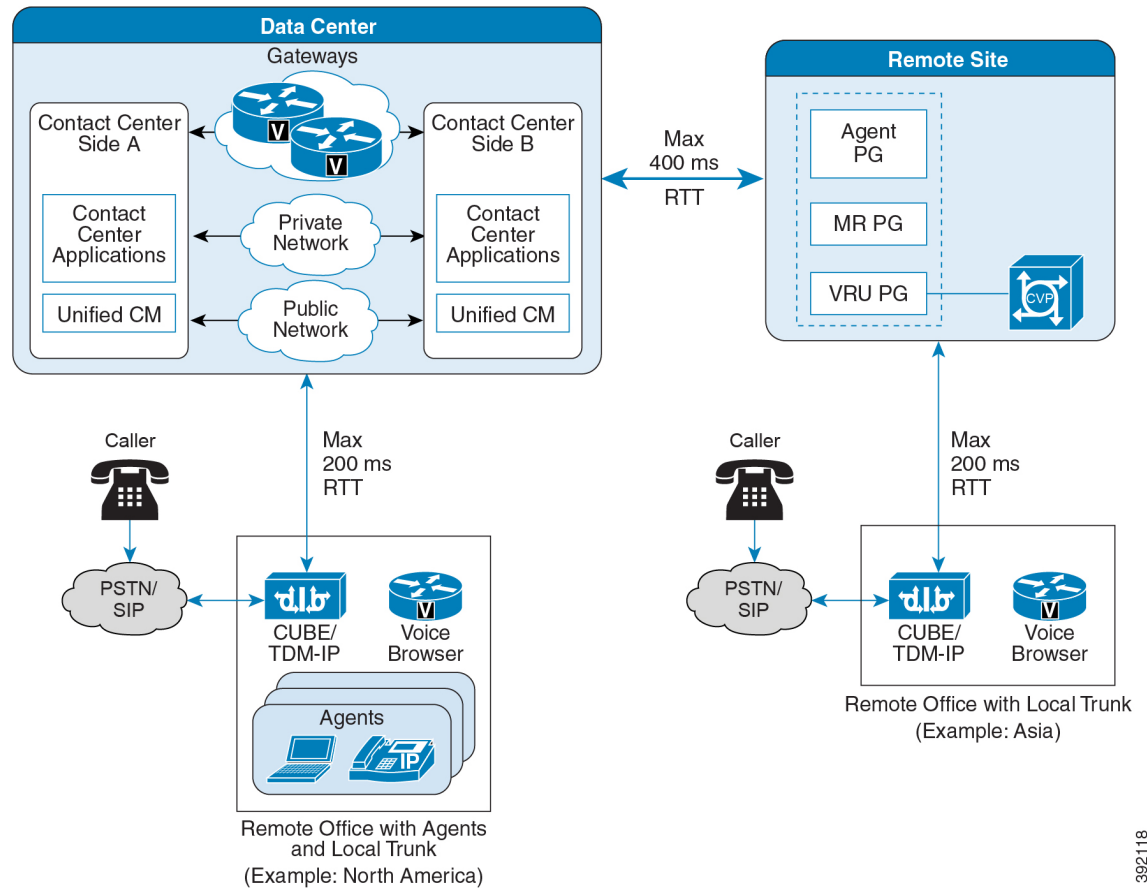 Data Center
Gateways
Contact Center
Side A
V
V
Contact Center
Side B
Contact
Center
Applications
Private
Network
Contact
Center
Applications
Unified CM
Public
Network
Unified CM
Max
400 ms
RTT
Remote Site
Agent
PG
MR PG
VRU PG
CVP
Caller
Max
200 ms
RTT
PSTN/
SIP
CUBE/
TDM-IP
V
Voice
Browser
Agents
IP
Remote Office with Agents
and Local Trunk
(Example: North America)
Caller
Max
200 ms
RTT
PSTN/
SIP
CUBE/
TDM-IP
V
Voice
Browser
Remote Office with Local Trunk
(Example: Asia)
392118